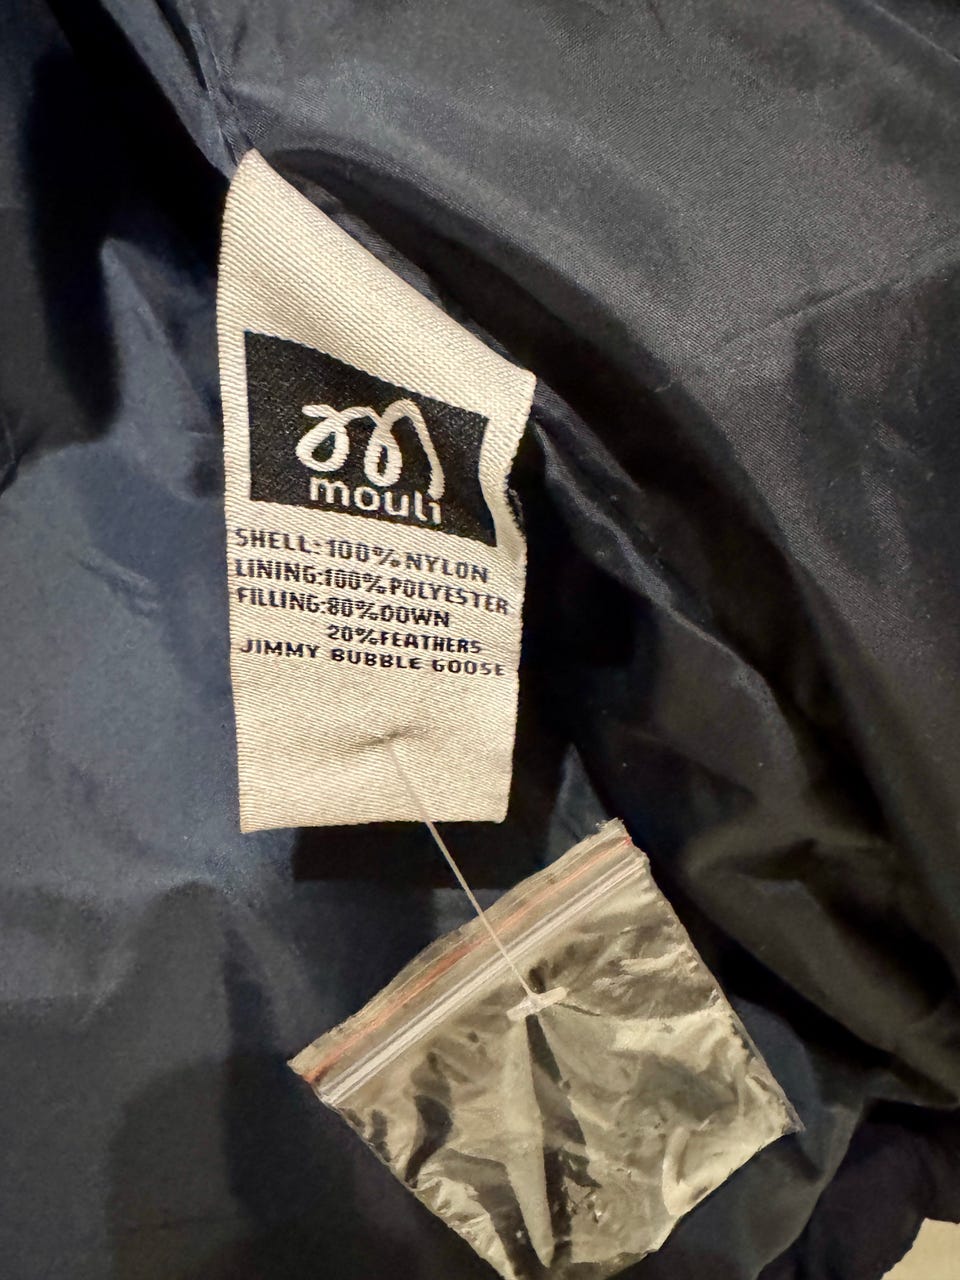 mouli
SHELL:100%NYLON
LINING:100%POLYESTER
FILLING:80%DOWN
20%FEATHERS
JIMMY BUBBLE GOOSE